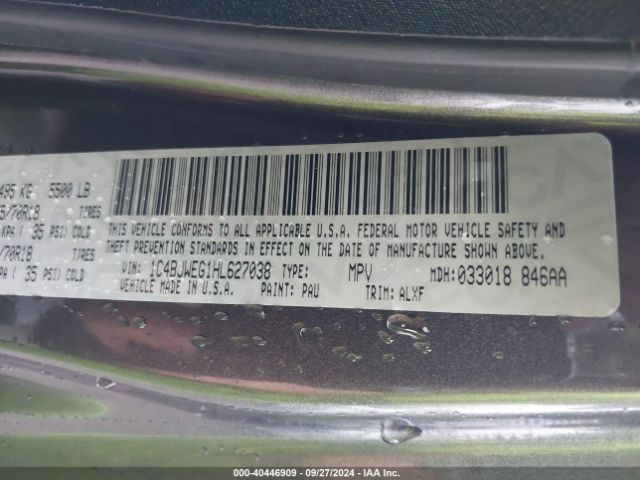 495 KG 5500 LB
5/70R18 TIRES
KPA ( 35 PSI) COLD
/70R18 TIRES
PA ( 35 PSI) COLD
THIS VEHICLE CONFORMS TO ALL APPLICABLE U.S.A. FEDERAL MOTOR VEHICLE SAFETY AND
THEFT PREVENTION STANDARDS IN EFFECT ON THE DATE OF MANUFACTURE SHOWN ABOVE.
VIN: 1C4BJWEG1HL627038 TYPE: MPV MDH: 033018 846AA
VEHICLE MADE IN U.S.A. PAINT: PAU TRIM: ALXF
000-40446909 - 09/27/2024 - IAA Inc.